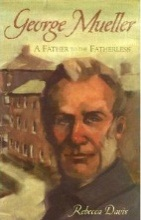 George Mueller
A FATHER TO THE FATHERLESS
Rebecca Davis